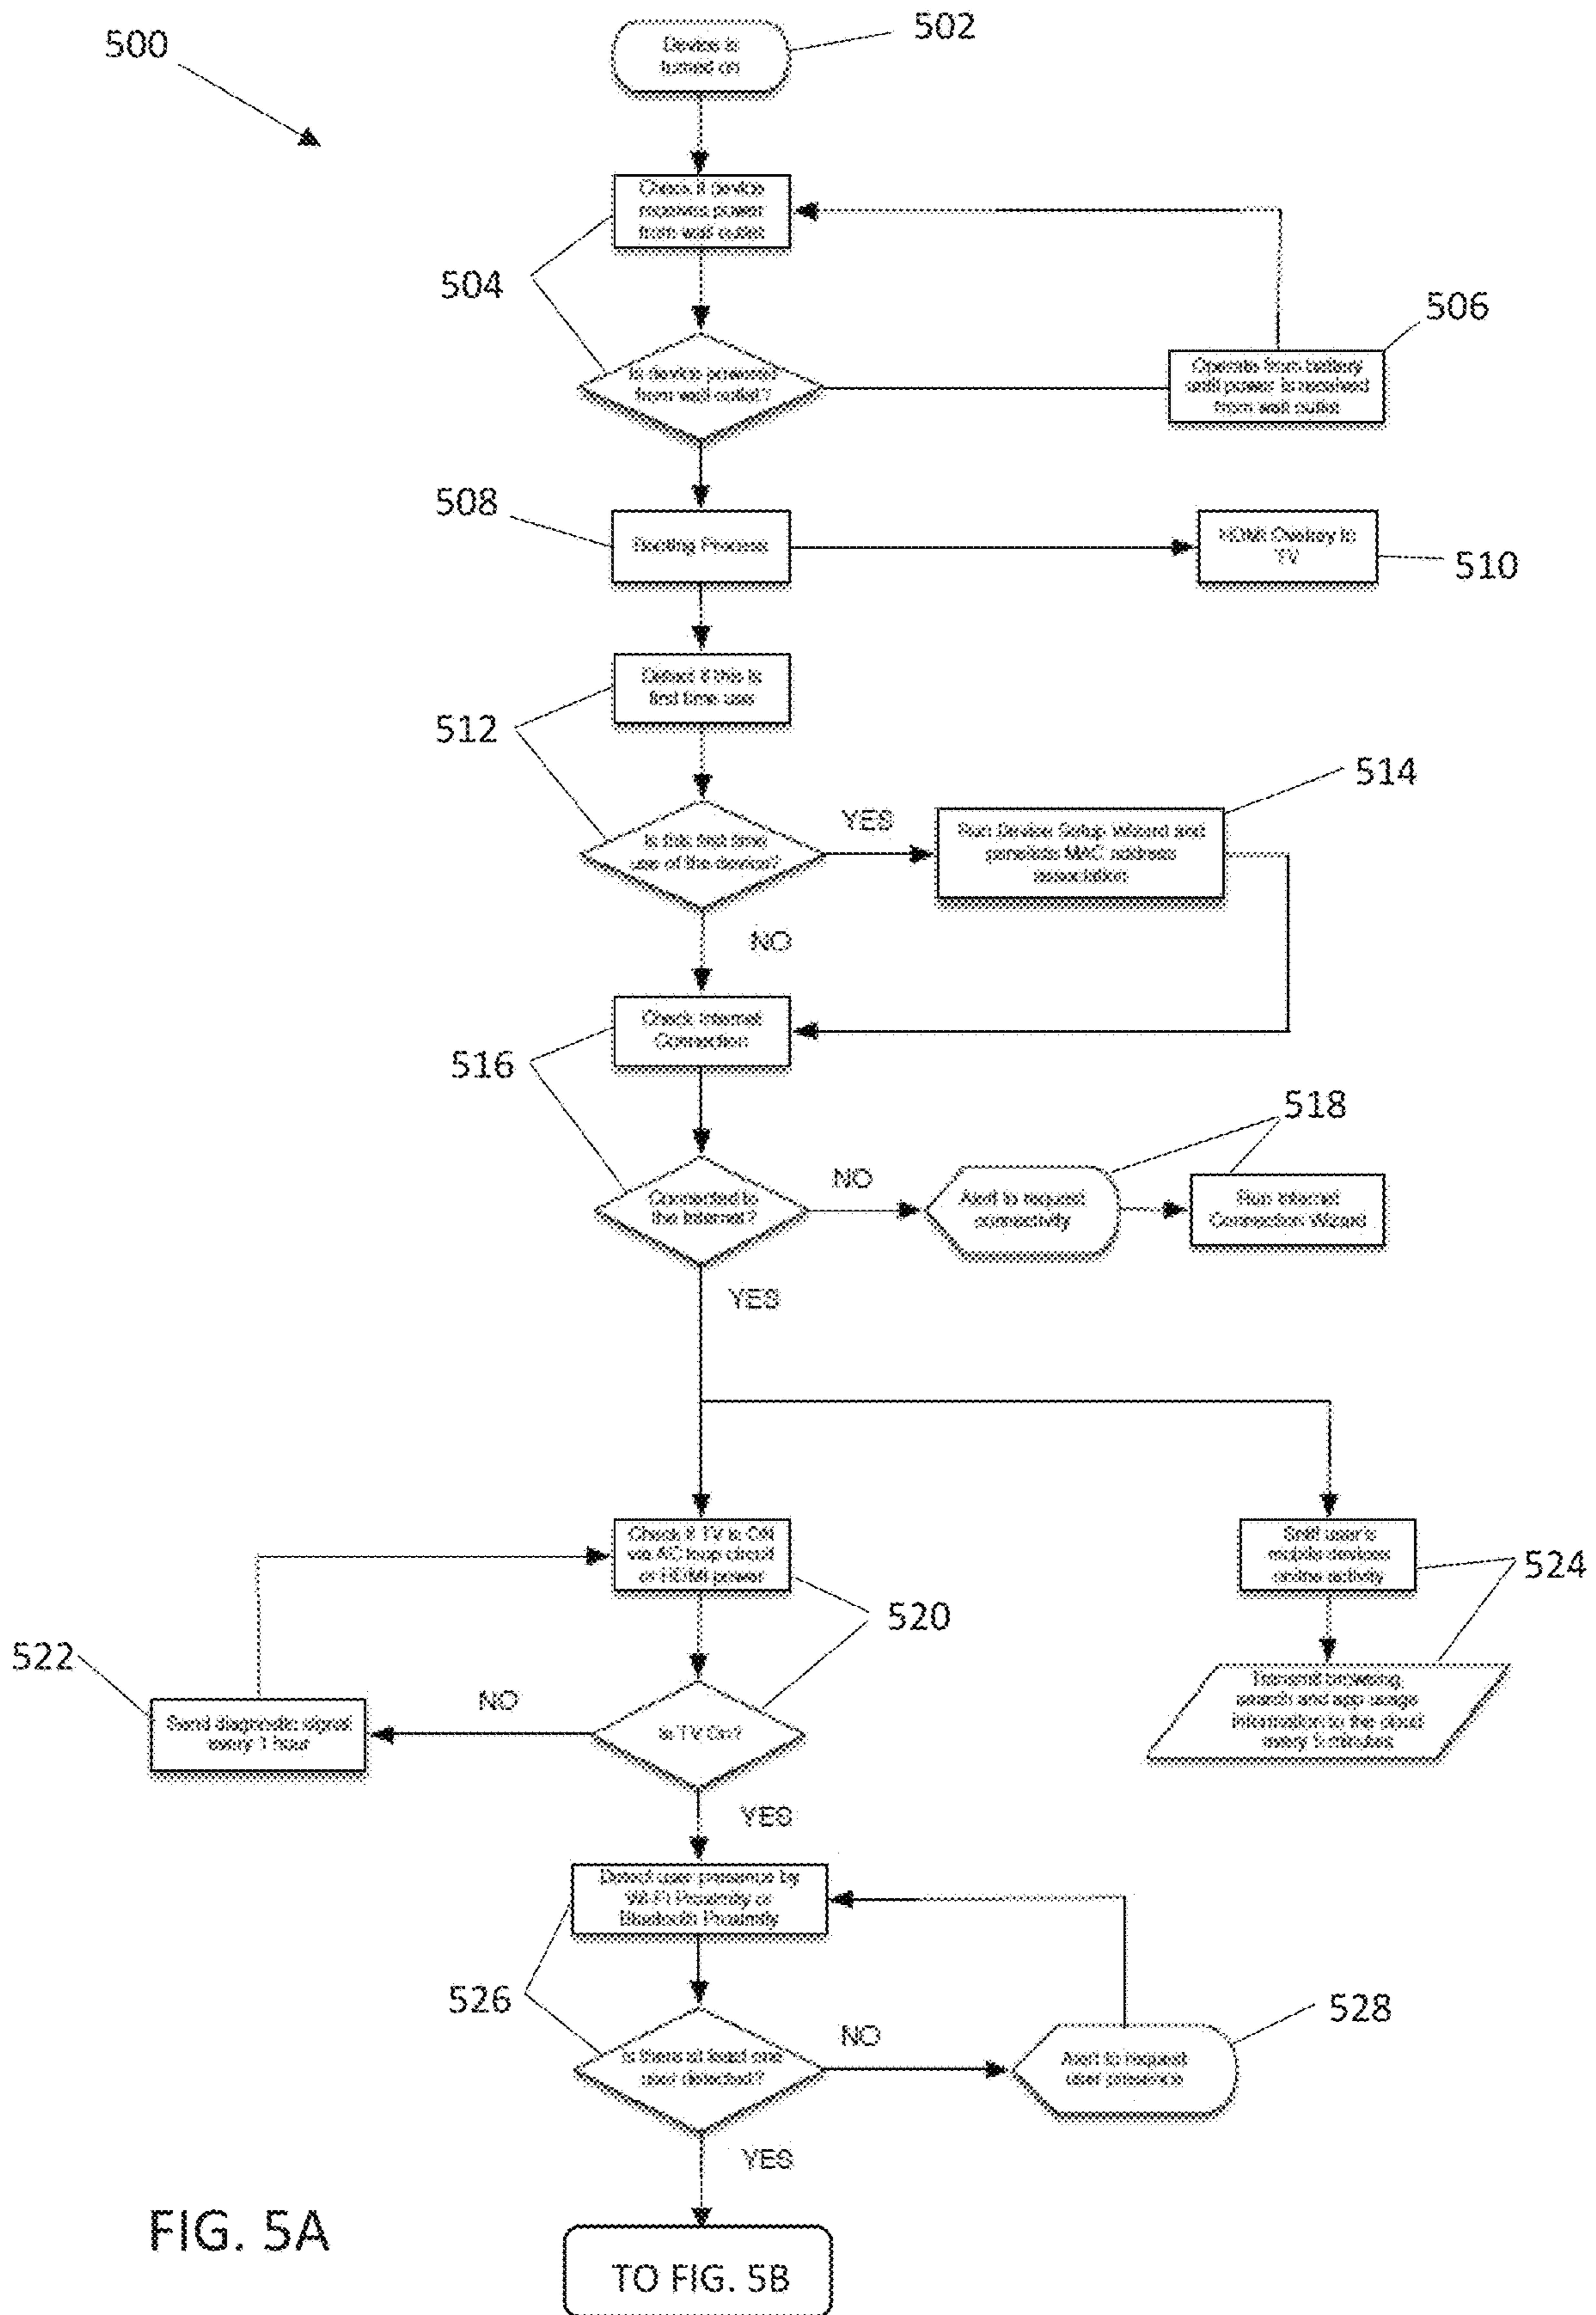 500
502
Device is
turned on
Check if device
receives power
from wall outlet
504
506
Is device powered
from wall outlet?
Operate from battery
until power is received
from wall outlet
508
Booting Process
HDMI Overlay to
TV
510
Detect if this is
first time use
512
514
Is this first time
use of the device?
YES
Run Device Setup Wizard and
panelists MAC address
association
NO
Check Internet
Connection
516
518
Connected to
the Internet?
NO
Alert to request
connectivity
Run Internet
Connection Wizard
YES
Check if TV is ON
via AC loop circuit
or HDMI power
520
Sniff user's
mobile devices
online activity
524
522
Send diagnostic signal
every 1 hour
NO
Is TV On?
Transmit browsing,
search and app usage
information to the cloud
every 5 minutes
YES
Detect user presence by
Wi-Fi Proximity or
Bluetooth Proximity
526
528
Is there at least one
user detected?
NO
Alert to request
user presence
YES
FIG. 5A
TO FIG. 5B